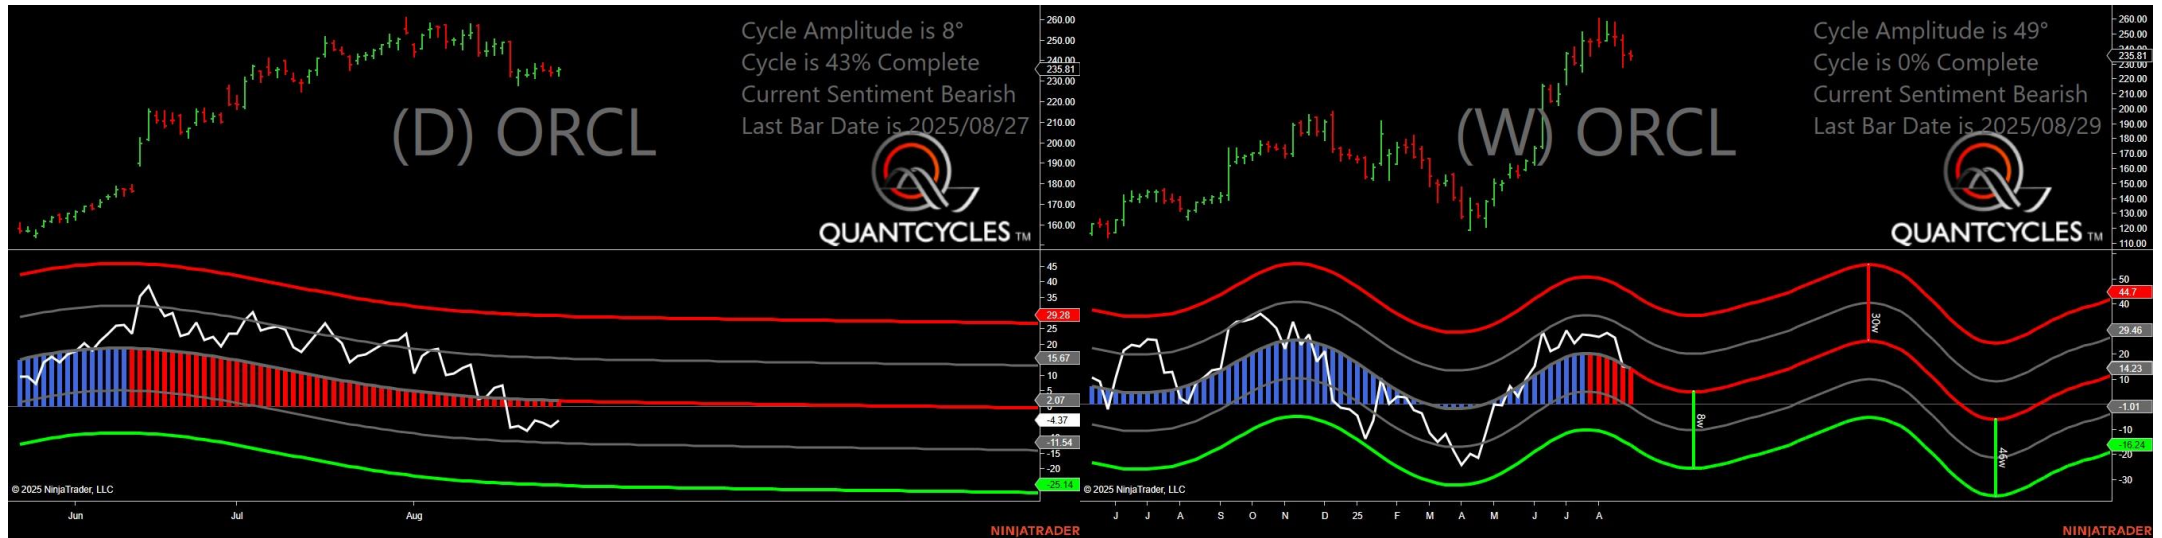 Cycle Amplitude is 8°
Cycle is 43% Complete
Current Sentiment Bearish
Last Bar Date is 2025/08/27
(D) ORCL
QUANTCYCLES TM
260.00
250.00
240.00
235.81
230.00
220.00
210.00
200.00
190.00
180.00
170.00
160.00
45
40
35
29.28
25
20
15.67
10
5
2.07
0
-4.37
-11.54
-15
-20
-25.14
© 2025 NinjaTrader, LLC
Jun Jul Aug
NINJATRADER
Cycle Amplitude is 49°
Cycle is 0% Complete
Current Sentiment Bearish
Last Bar Date is 2025/08/29
(W) ORCL
QUANTCYCLES TM
260.00
250.00
235.81
230.00
220.00
210.00
200.00
190.00
180.00
170.00
160.00
150.00
140.00
130.00
120.00
110.00
50
44.7
40
29.46
20
14.23
10
-1.01
-10
-16.24
-20
-30
30w
8w
46w
© 2025 NinjaTrader, LLC
J J A S O N D 25 F M A M J J A
NINJATRADER